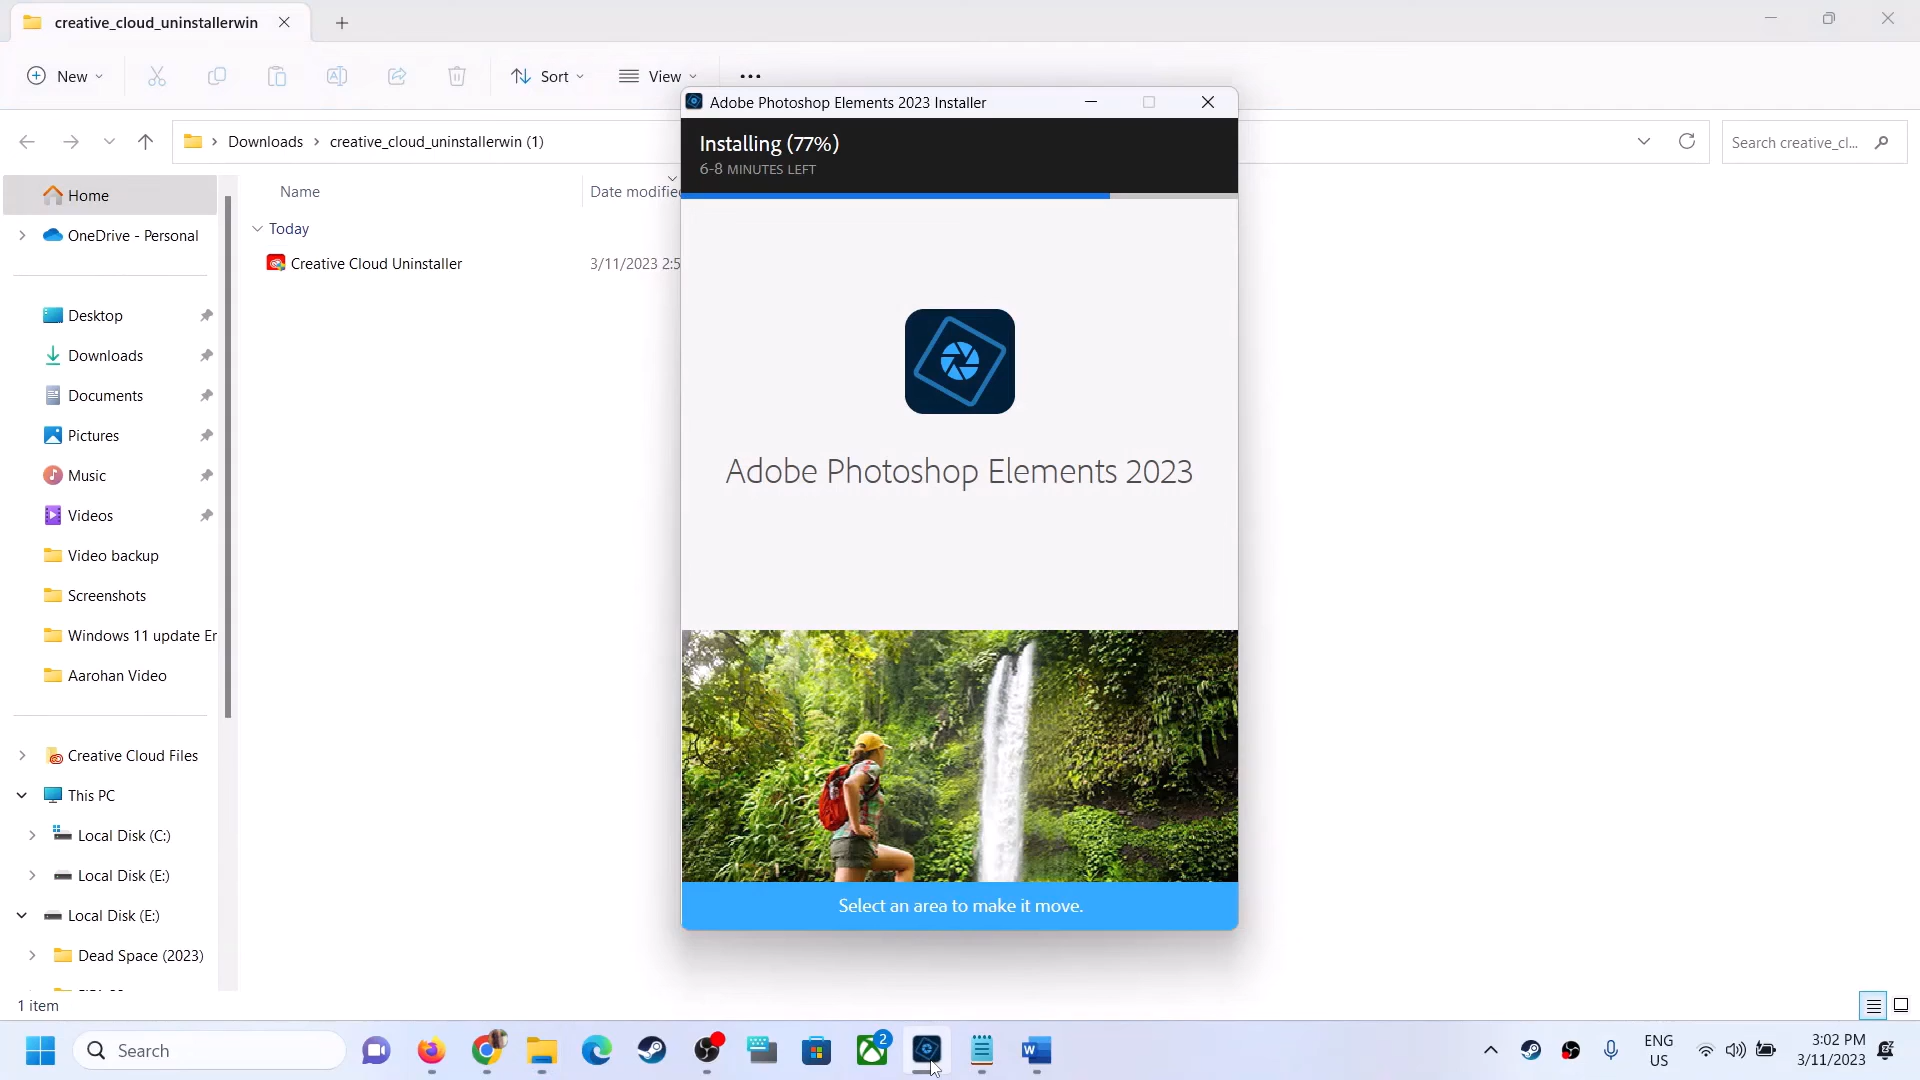 creative_cloud_uninstallerwin
New
Sort
View
Downloads
creative_cloud_uninstallerwin (1)
Search creative_cl...
Home
OneDrive - Personal
Desktop
Downloads
Documents
Pictures
Music
Videos
Video backup
Screenshots
Windows 11 update Er
Aarohan Video
Creative Cloud Files
This PC
Local Disk (C:)
Local Disk (E:)
Local Disk (E:)
Dead Space (2023)
1 item
Name
Date modified
Today
Creative Cloud Uninstaller
3/11/2023 2:5
Adobe Photoshop Elements 2023 Installer
Installing (77%)
6-8 MINUTES LEFT
Adobe Photoshop Elements 2023
Select an area to make it move.
Search
2
ENG
US
3:02 PM
3/11/2023